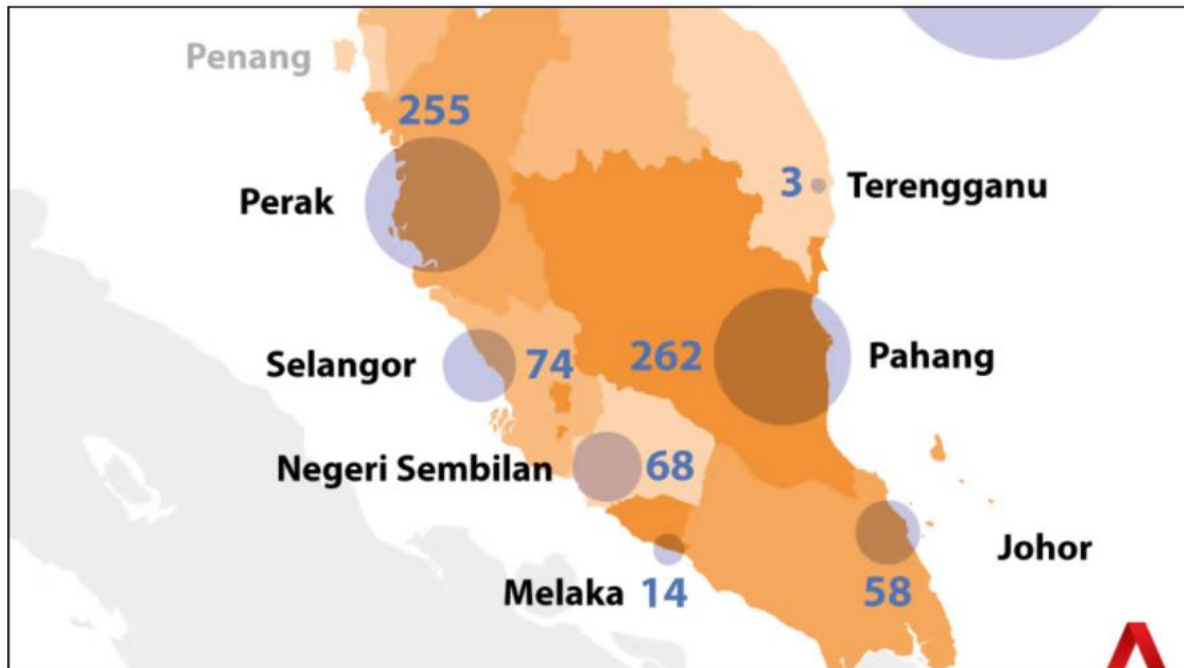 Penang
255
Perak
3 Terengganu
Selangor
74
262
Pahang
Negeri Sembilan
68
Johor
Melaka 14
58